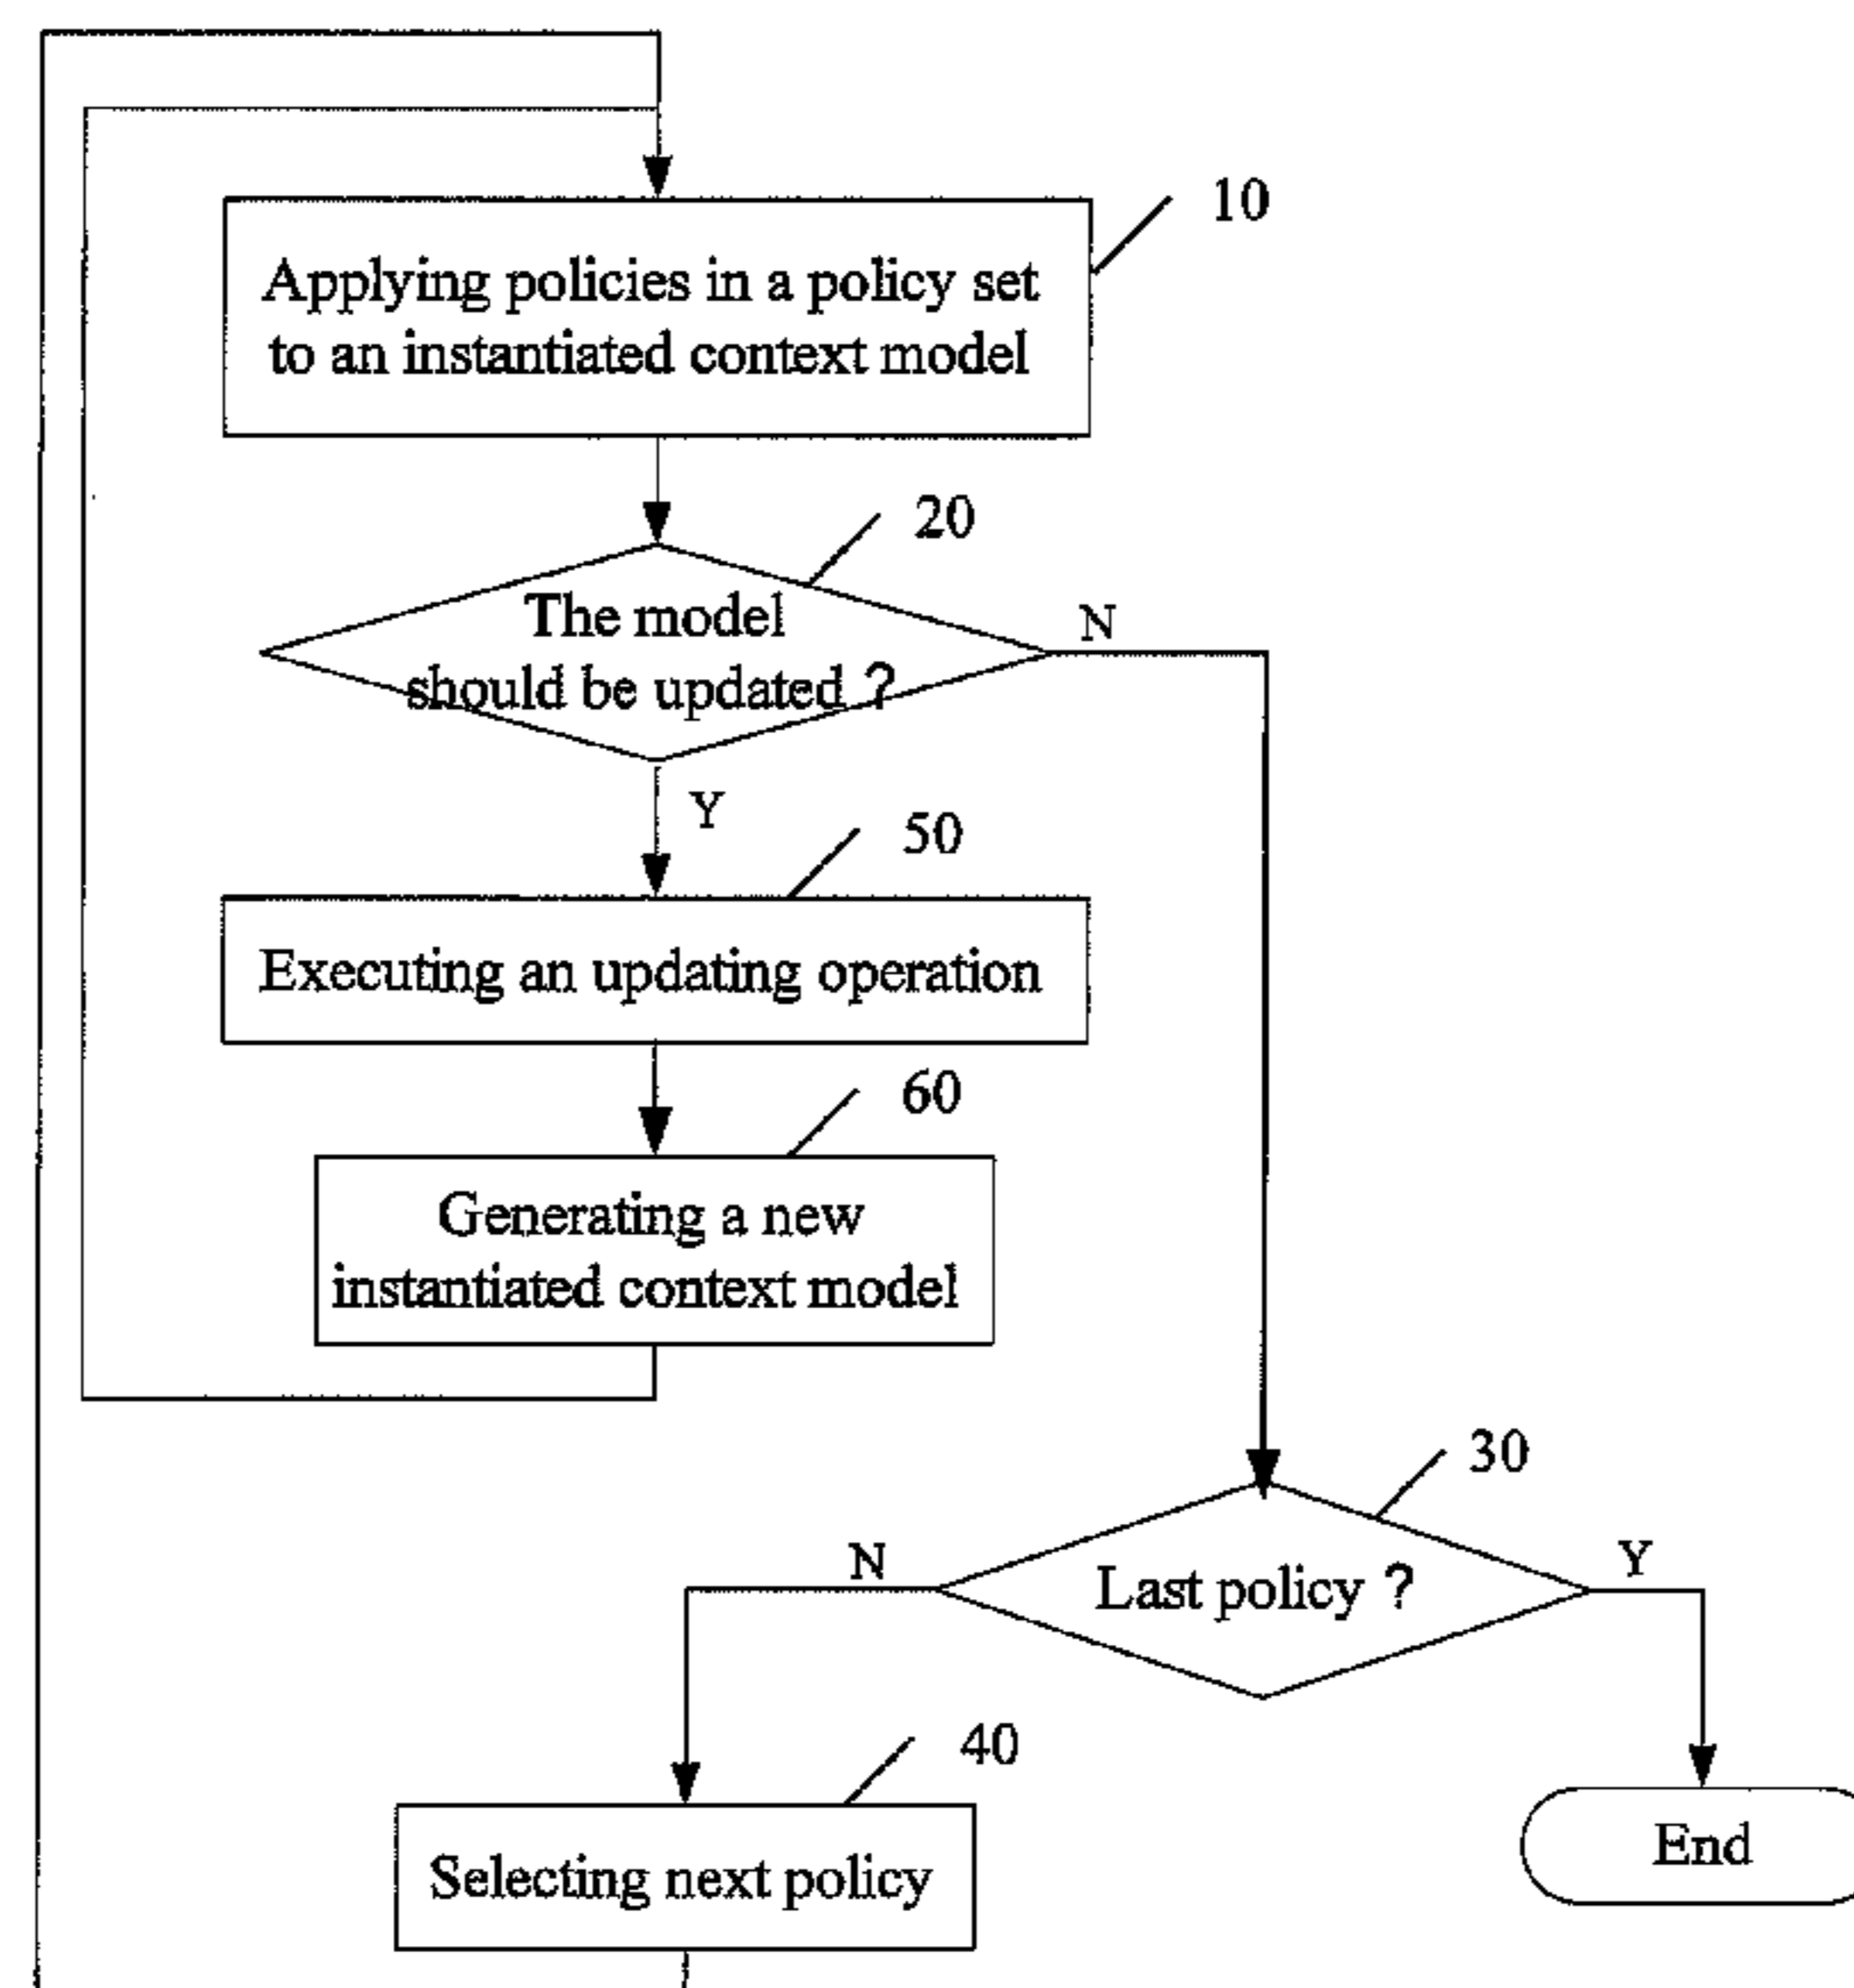 10
Applying policies in a policy set
to an instantiated context model
20
The model
should be updated ?
N
Y
50
Executing an updating operation
60
Generating a new
instantiated context model
30
Last policy ?
N
Y
40
Selecting next policy
End